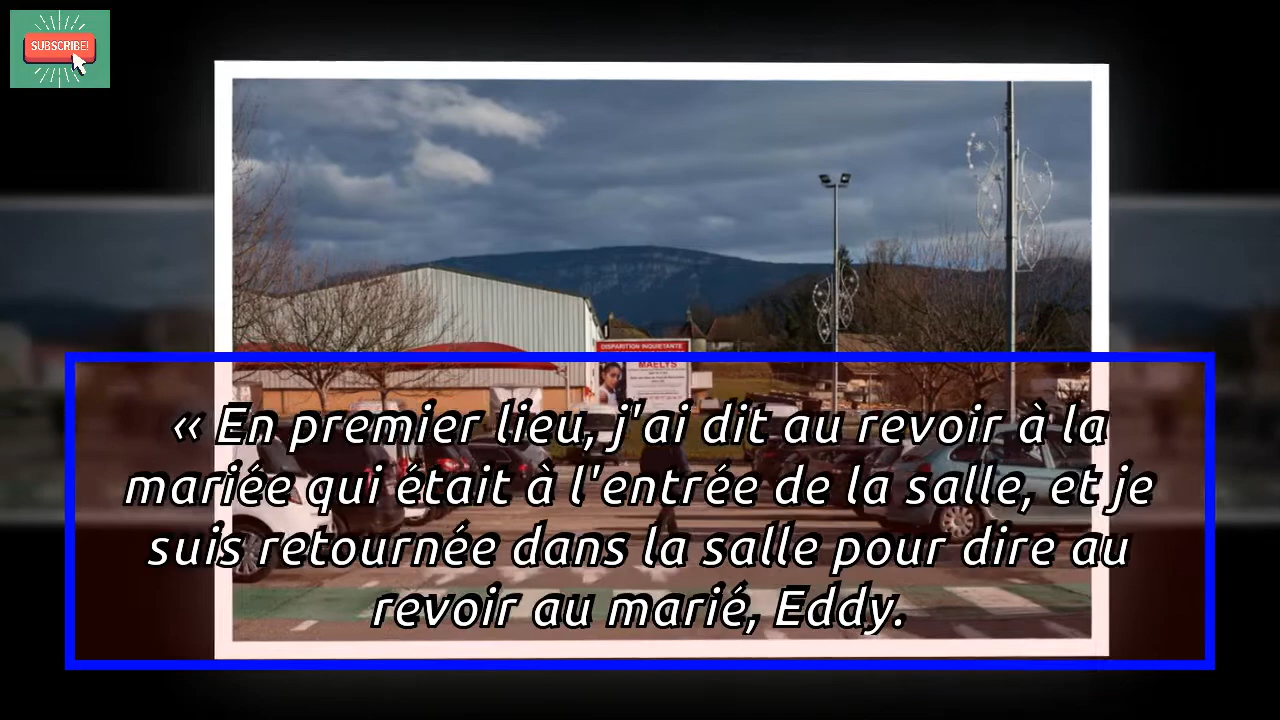 SUBSCRIBE!
DISPARITION INQUIETANTE
MAELYS
« En premier lieu, j'ai dit au revoir à la
mariée qui était à l'entrée de la salle, et je
suis retournée dans la salle pour dire au
revoir au marié, Eddy.